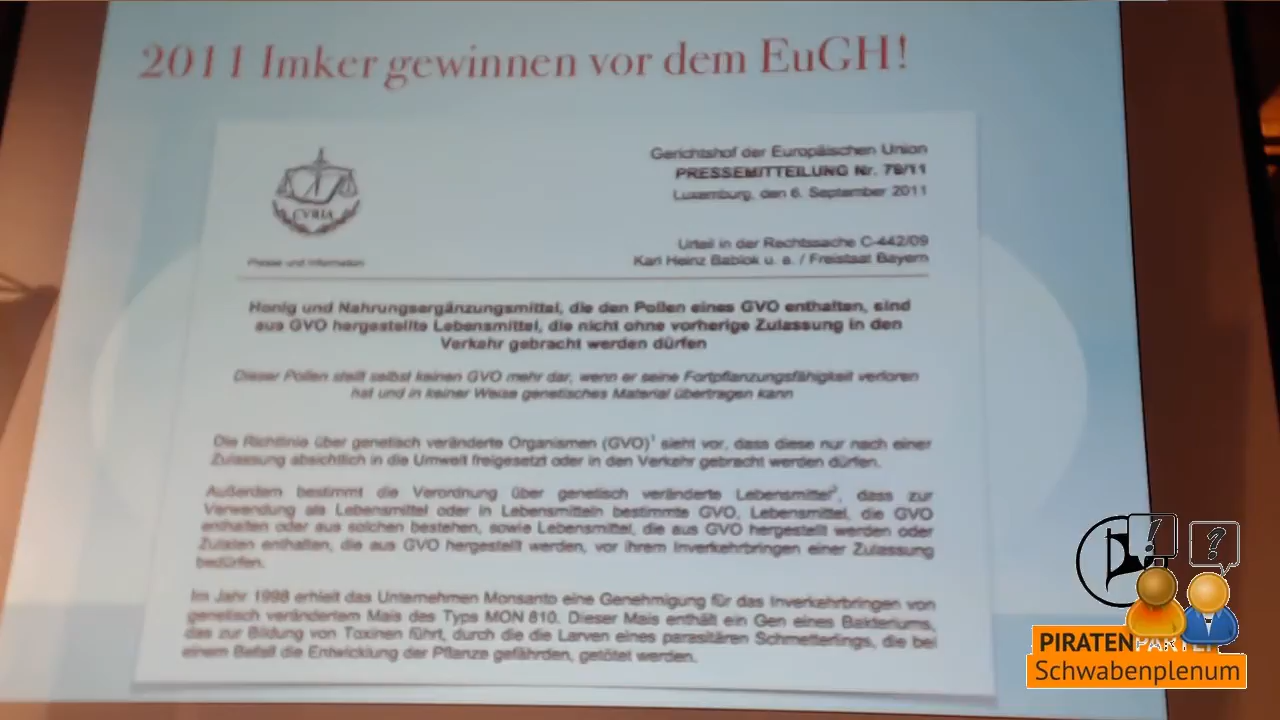 2011 Imker gewinnen vor dem EuGH!
Gerichtshof der Europäischen Union
PRESSEMITTEILUNG Nr. 79/11
Luxemburg, den 6. September 2011
CVRIA
Presse und Information
Urteil in der Rechtssache C-442/09
Karl Heinz Bablok u. a. / Freistaat Bayern
Honig und Nahrungsergänzungsmittel, die den Pollen eines GVO enthalten, sind
aus GVO hergestellte Lebensmittel, die nicht ohne vorherige Zulassung in den
Verkehr gebracht werden dürfen
Dieser Pollen stellt selbst keinen GVO mehr dar, wenn er seine Fortpflanzungsfähigkeit verloren
hat und in keiner Weise genetisches Material übertragen kann
Die Richtlinie über genetisch veränderte Organismen (GVO)¹ sieht vor, dass diese nur nach einer
Zulassung absichtlich in die Umwelt freigesetzt oder in den Verkehr gebracht werden dürfen.
Außerdem bestimmt die Verordnung über genetisch veränderte Lebensmittel², dass zur
Verwendung als Lebensmittel oder in Lebensmitteln bestimmte GVO, Lebensmittel, die GVO
enthalten oder aus solchen bestehen, sowie Lebensmittel, die aus GVO hergestellt werden oder
Zutaten enthalten, die aus GVO hergestellt werden, vor ihrem Inverkehrbringen einer Zulassung
bedürfen.
Im Jahr 1998 erhielt das Unternehmen Monsanto eine Genehmigung für das Inverkehrbringen von
genetisch verändertem Mais des Typs MON 810. Dieser Mais enthält ein Gen eines Bakteriums,
das zur Bildung von Toxinen führt, durch die die Larven eines parasitären Schmetterlings, die bei
einem Befall die Entwicklung der Pflanze gefährden, getötet werden.
! ?
PIRATENPARTEI
Schwabenplenum